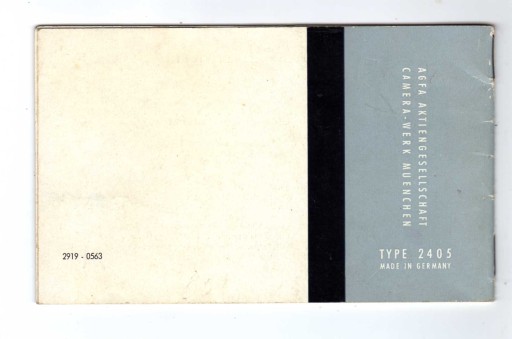 AGFA AKTIENGESELLSCHAFT
CAMERA-WERK MUENCHEN
TYPE 2405
MADE IN GERMANY
2919 - 0563